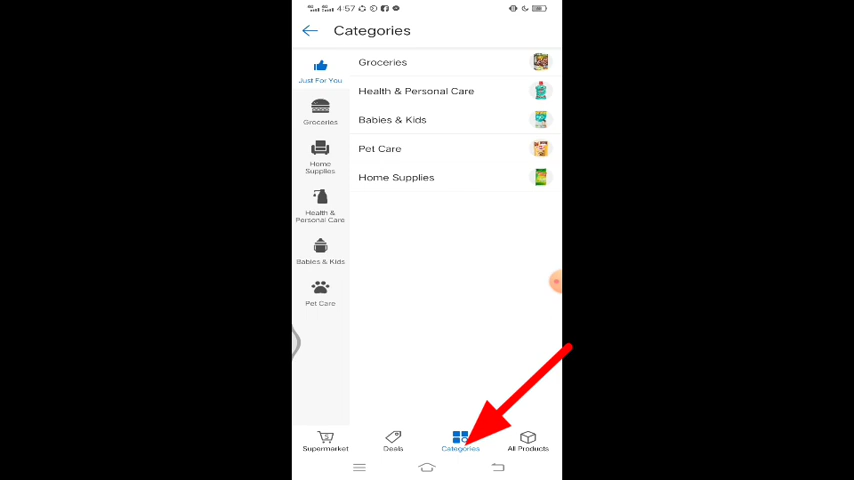 4:57
Categories
Just For You
Groceries
Home
Supplies
Health &
Personal Care
Babies & Kids
Pet Care
Groceries
Health & Personal Care
Babies & Kids
Pet Care
Home Supplies
Supermarket
Deals
Categories
All Products